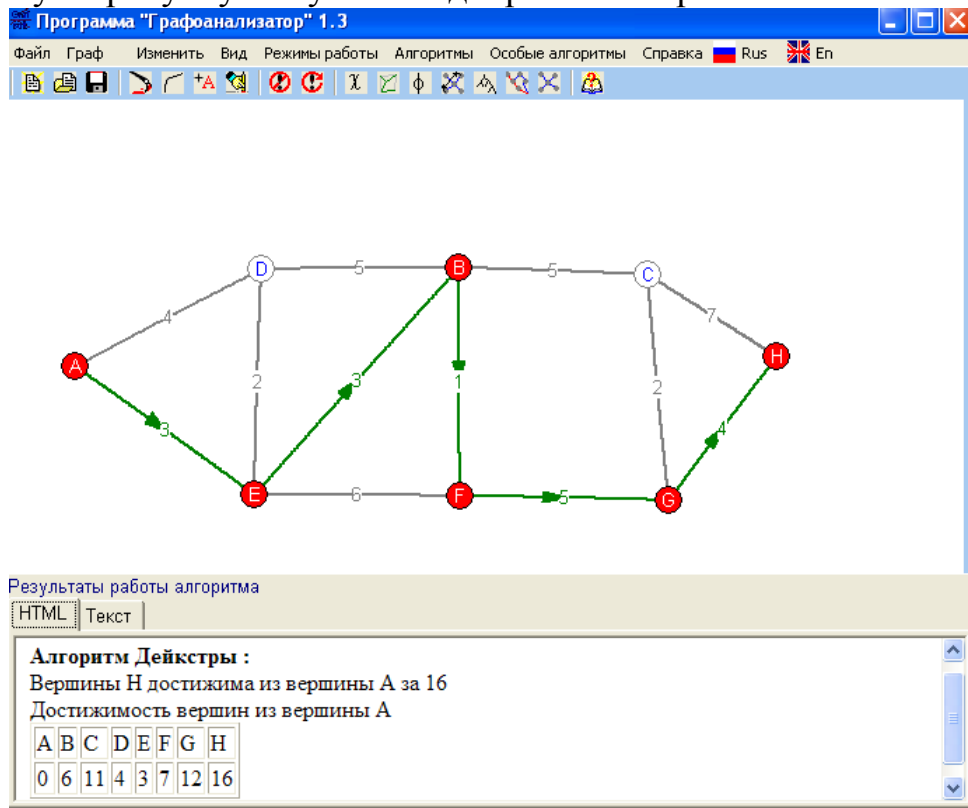 Программа "Графоанализатор" 1.3
Файл Граф Изменить Вид Режимы работы Алгоритмы Особые алгоритмы Справка Rus En
D 5 B 5 C
4 7
A H
2 3 1 2
3 4
E 6 F 5 G
Результаты работы алгоритма
HTML Текст
Алгоритм Дейкстры :
Вершины H достижима из вершины A за 16
Достижимость вершин из вершины A
A B C D E F G H
0 6 11 4 3 7 12 16